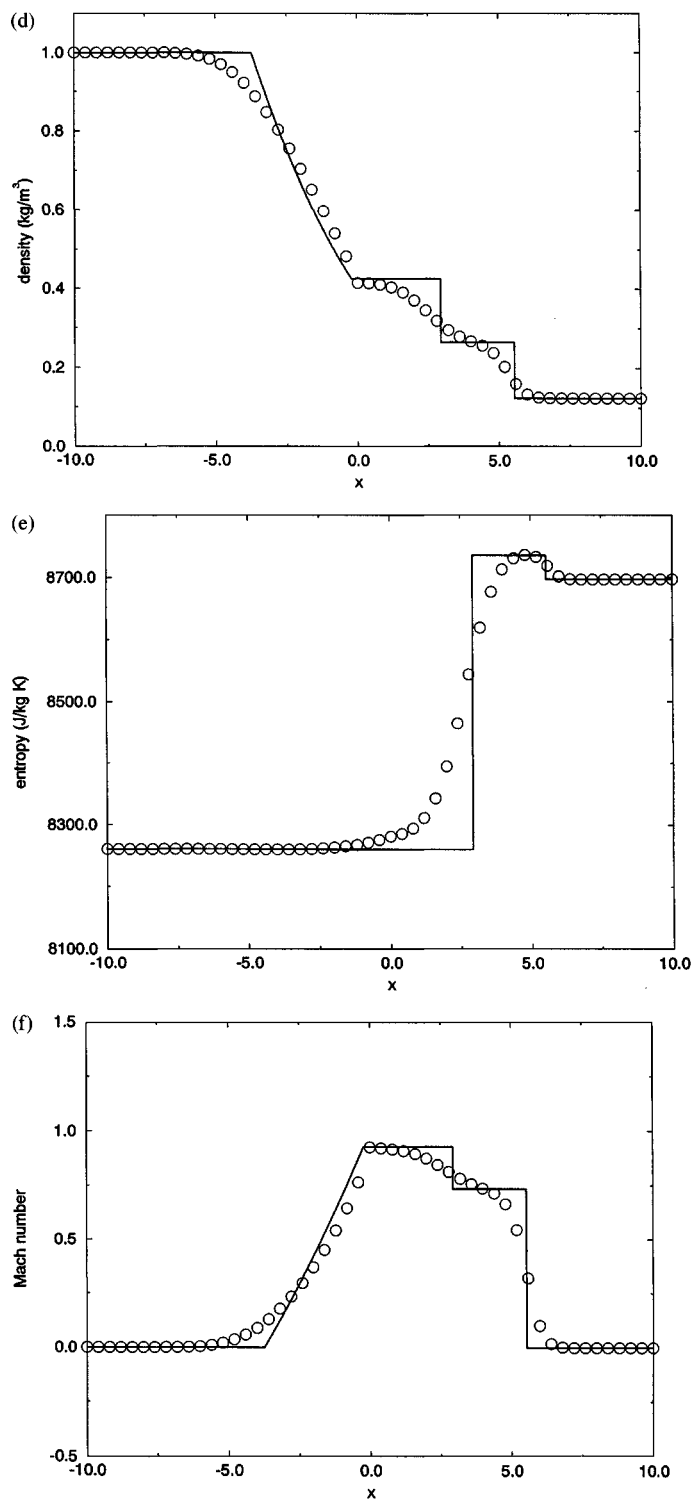 (d)
1.0
0.8
0.6
0.4
0.2
0.0
density (kg/m³)
-10.0 -5.0 0.0 5.0 10.0
x
(e)
8700.0
8500.0
8300.0
8100.0
entropy (J/kg K)
-10.0 -5.0 0.0 5.0 10.0
x
(f)
1.5
1.0
0.5
0.0
-0.5
Mach number
-10.0 -5.0 0.0 5.0 10.0
x